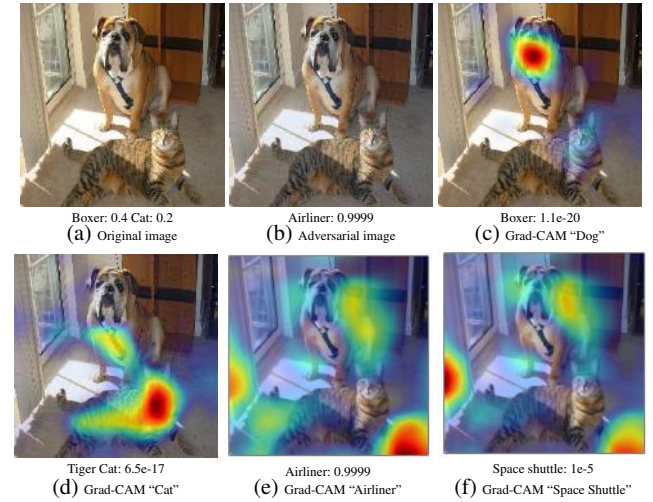 Boxer: 0.4 Cat: 0.2
(a) Original image
Airliner: 0.9999
(b) Adversarial image
Boxer: 1.1e-20
(c) Grad-CAM “Dog”
Tiger Cat: 6.5e-17
(d) Grad-CAM “Cat”
Airliner: 0.9999
(e) Grad-CAM “Airliner”
Space shuttle: 1e-5
(f) Grad-CAM “Space Shuttle”